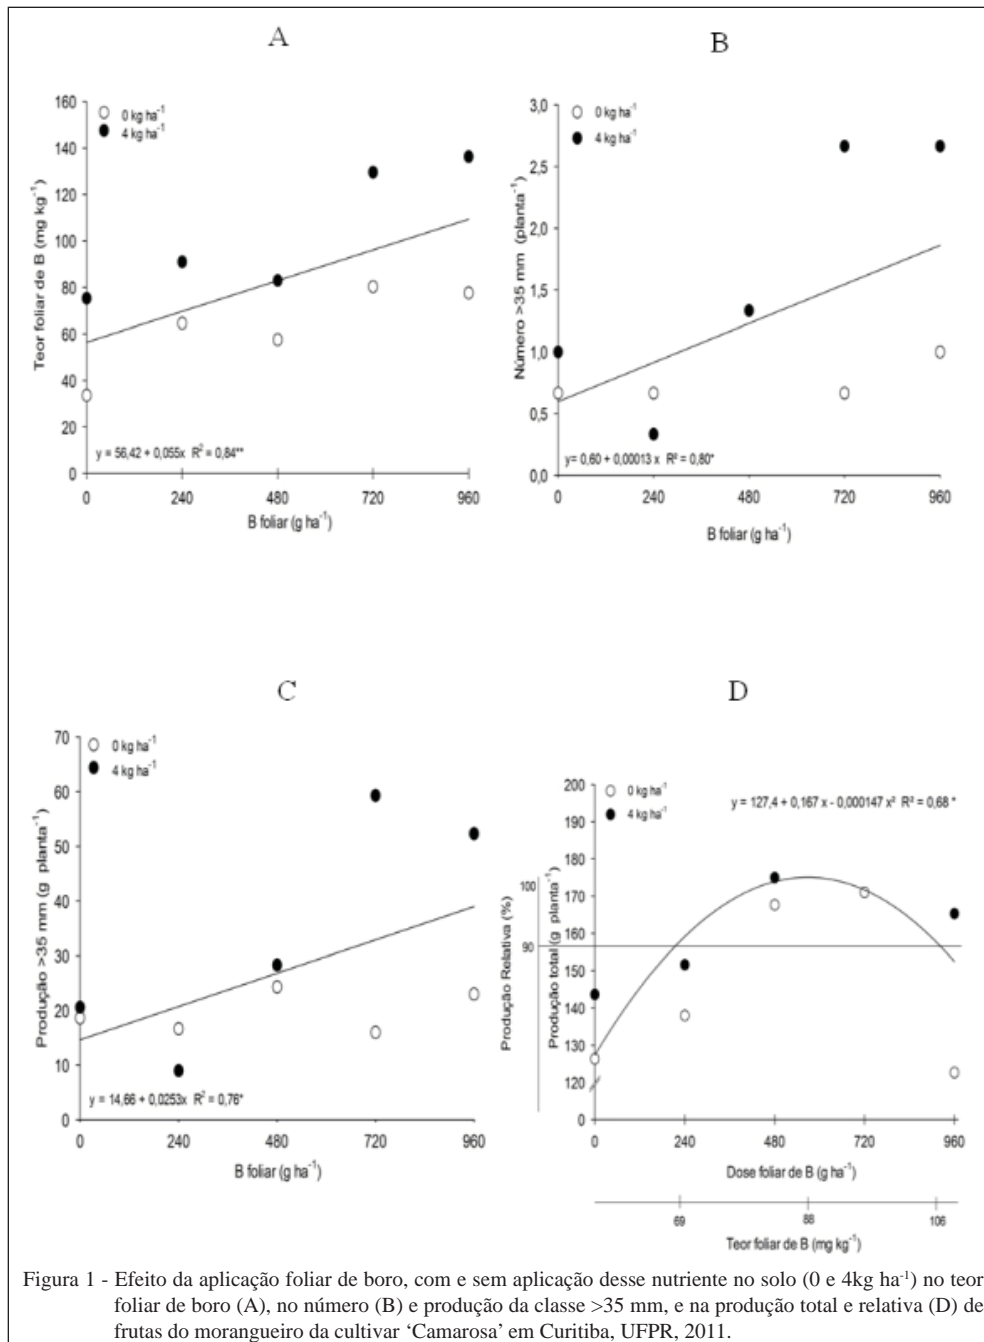 A
160
140
120
100
80
60
40
20
0
Teor foliar de B (mg kg⁻¹)
0 kg ha⁻¹
4 kg ha⁻¹
y = 56,42 + 0,055x R² = 0,84**
0 240 480 720 960
B foliar (g ha⁻¹)
B
3,0
2,5
2,0
1,5
1,0
0,5
0,0
Número >35 mm (planta⁻¹)
0 kg ha⁻¹
4 kg ha⁻¹
y= 0,60 + 0,00013 x R² = 0,80*
0 240 480 720 960
B foliar (g ha⁻¹)
C
70
60
50
40
30
20
10
0
Produção >35 mm (g planta⁻¹)
0 kg ha⁻¹
4 kg ha⁻¹
y = 14,66 + 0,0253x R² = 0,76*
0 240 480 720 960
B foliar (g ha⁻¹)
D
200
190
180
170
160
150
140
130
120
0
Produção total (g planta⁻¹)
100
90
Produção Relativa (%)
0 kg ha⁻¹
4 kg ha⁻¹
y = 127,4 + 0,167 x - 0,000147 x² R² = 0,68 *
0 240 480 720 960
Dose foliar de B (g ha⁻¹)
69 88 106
Teor foliar de B (mg kg⁻¹)
Figura 1 - Efeito da aplicação foliar de boro, com e sem aplicação desse nutriente no solo (0 e 4kg ha⁻¹) no teor
foliar de boro (A), no número (B) e produção da classe >35 mm, e na produção total e relativa (D) de
frutas do morangueiro da cultivar ‘Camarosa’ em Curitiba, UFPR, 2011.